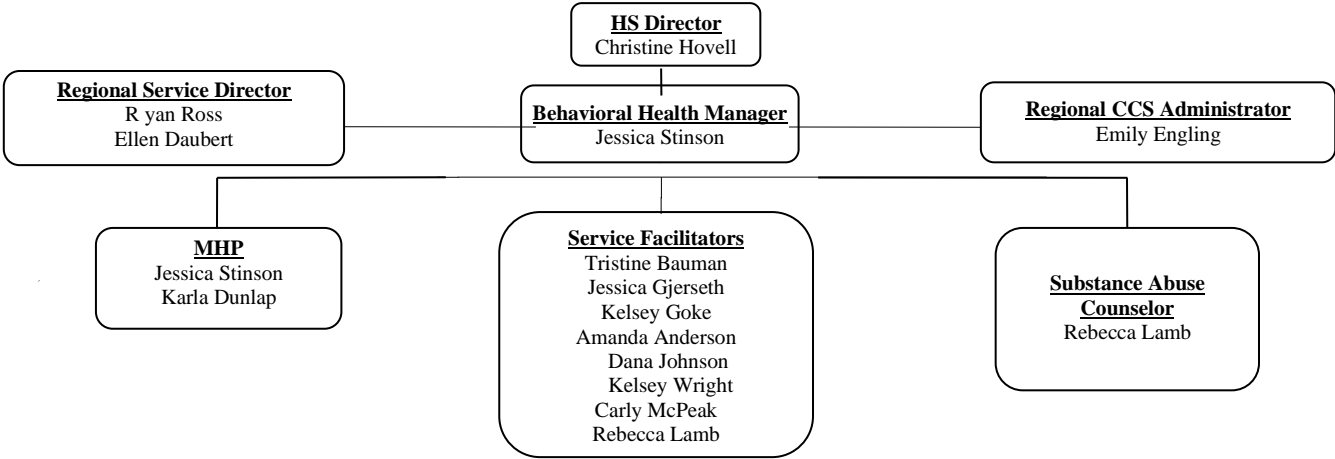 HS Director
Christine Hovell
Regional Service Director
R yan Ross
Ellen Daubert
Behavioral Health Manager
Jessica Stinson
Regional CCS Administrator
Emily Engling
MHP
Jessica Stinson
Karla Dunlap
Service Facilitators
Tristine Bauman
Jessica Gjerseth
Kelsey Goke
Amanda Anderson
Dana Johnson
Kelsey Wright
Carly McPeak
Rebecca Lamb
Substance Abuse
Counselor
Rebecca Lamb